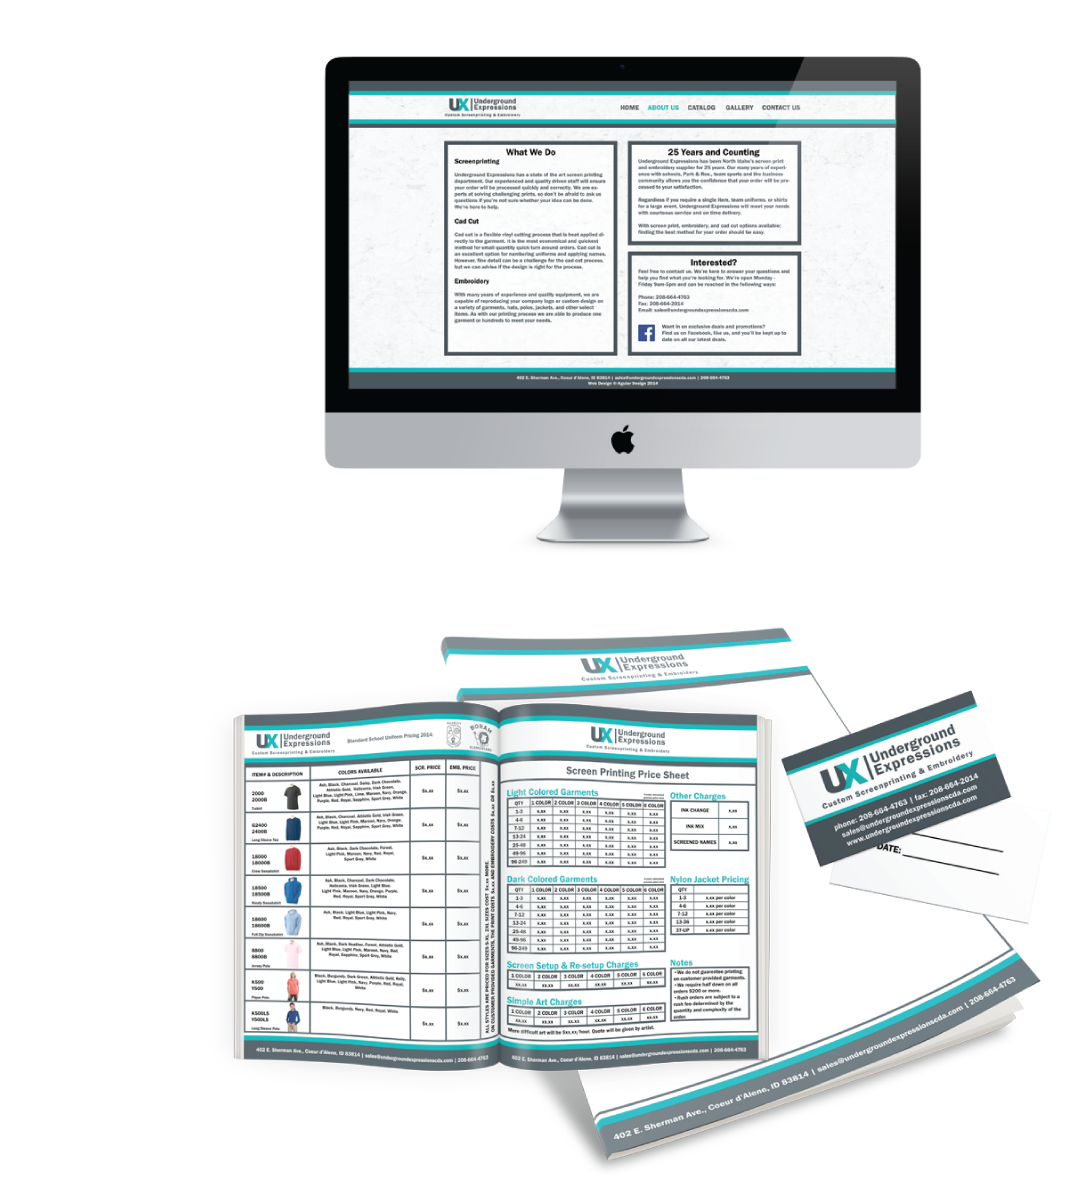 UX Underground
Expressions
Custom Screenprinting & Embroidery
HOME ABOUT US CATALOG GALLERY CONTACT US
What We Do
Screenprinting
Underground Expressions has a state of the art screen printing
department. Our experienced and quality driven staff will ensure
your order will be processed quickly and correctly. We are ex-
perts at solving challenging prints, so don't be afraid to ask us
questions if you're not sure whether your idea can be done.
We're here to help.
Cad Cut
Cad cut is a flexible vinyl cutting process that is heat applied di-
rectly to the garment. It is the most economical and quickest
method for small quantity quick turn around orders. Cad cut is
an excellent option for numbering uniforms and applying names.
However, fine detail can be a challenge for the cad cut process,
but we can advise if the design is right for the process.
Embroidery
With many years of experience and quality equipment, we are
capable of reproducing your company logo or custom design on
a variety of garments, hats, polos, jackets, and other select
items. As with our printing process we are able to produce one
garment or hundreds to meet your needs.
25 Years and Counting
Underground Expressions has been North Idaho's screen print
and embroidery supplier for 25 years. Our many years of experi-
ence with schools, Park & Rec., team sports and the business
community allows you the confidence that your order will be pro-
cessed to your satisfaction.
Regardless if you require a single item, team uniforms, or shirts
for a large event. Underground Expressions will meet your needs
with courteous service and on time delivery.
With screen print, embroidery, and cad cut options available;
finding the best method for your order should be easy.
Interested?
Feel free to contact us. We're here to answer your questions and
help you find what you're looking for. We're open Monday -
Friday 9am-5pm and can be reached in the following ways:
Phone: 208-664-4763
Fax: 208-664-2014
Email: sales@undergroundexpressionscda.com
Want in on exclusive deals and promotions?
Find us on Facebook, like us, and you'll be kept up to
date on all our latest deals.
402 E. Sherman Ave., Coeur d'Alene, ID 83814 | sales@undergroundexpressionscda.com | 208-664-4763
Web Design © Aguilar Design 2014
UX Underground
Expressions
Custom Screenprinting & Embroidery
UX Underground
Expressions
Custom Screenprinting & Embroidery
Standard School Uniform Pricing 2014
BORAH
ITEM# & DESCRIPTION COLORS AVAILABLE SCR. PRICE EMB. PRICE
2000
2000B
T-shirt
Ash, Black, Charcoal, Daisy, Dark Chocolate,
Athletic Gold, Heliconia, Irish Green,
Light Blue, Light Pink, Lime, Maroon, Navy, Orange,
Purple, Red, Royal, Sapphire, Sport Grey, White
$x.xx $x.xx
G2400
2400B
Long Sleeve Tee
Ash, Black, Charcoal, Athletic Gold, Irish Green,
Light Blue, Light Pink, Maroon, Navy, Orange,
Purple, Red, Royal, Sapphire, Sport Grey, White
$x.xx $x.xx
18000
18000B
Crew Sweatshirt
Ash, Black, Dark Chocolate, Forest,
Light Pink, Maroon, Navy, Red, Royal,
Sport Grey, White
$x.xx $x.xx
18500
18500B
Hoody Sweatshirt
Ash, Black, Charcoal, Dark Chocolate,
Heliconia, Irish Green, Light Blue,
Light Pink, Maroon, Navy, Orange, Purple,
Red, Royal, Sport Grey, White
$x.xx $x.xx
18600
18600B
Full Zip Sweatshirt
Ash, Black, Light Blue, Light Pink, Navy,
Red, Royal, Sport Grey, White
$x.xx $x.xx
8800
8800B
Jersey Polo
Ash, Black, Dark Heather, Forest, Athletic Gold,
Light Blue, Light Pink, Maroon, Navy, Red,
Royal, Sapphire, Sport Grey, White
$x.xx $x.xx
K500
Y500
Pique Polo
Black, Burgundy, Dark Green, Athletic Gold, Kelly,
Light Blue, Light Pink, Navy, Purple, Red, Royal,
White
$x.xx $x.xx
K500LS
Y500LS
Long Sleeve Polo
Black, Burgundy, Navy, Red, Royal, White
$x.xx $x.xx
ALL STYLES ARE PRICED FOR SIZES S-XL. 2XL SIZES COST $x.xx MORE.
ON CUSTOMER PROVIDED GARMENTS, THE PRINT COSTS $x.xx AND EMBROIDERY COSTS $x.xx OR $x.xx
402 E. Sherman Ave., Coeur d'Alene, ID 83814 | sales@undergroundexpressionscda.com | 208-664-4763
UX Underground
Expressions
Custom Screenprinting & Embroidery
Screen Printing Price Sheet
Light Colored Garments
QTY 1 COLOR 2 COLOR 3 COLOR 4 COLOR 5 COLOR 6 COLOR
1-3 x.xx x.xx x.xx x.xx x.xx x.xx
4-6 x.xx x.xx x.xx x.xx x.xx x.xx
7-12 x.xx x.xx x.xx x.xx x.xx x.xx
13-24 x.xx x.xx x.xx x.xx x.xx x.xx
25-48 x.xx x.xx x.xx x.xx x.xx x.xx
49-96 x.xx x.xx x.xx x.xx x.xx x.xx
96-249 x.xx x.xx x.xx x.xx x.xx x.xx
Other Charges
INK CHANGE x.xx
INK MIX x.xx
SCREENED NAMES x.xx
Dark Colored Garments
QTY 1 COLOR 2 COLOR 3 COLOR 4 COLOR 5 COLOR 6 COLOR
1-3 x.xx x.xx x.xx x.xx x.xx x.xx
4-6 x.xx x.xx x.xx x.xx x.xx x.xx
7-12 x.xx x.xx x.xx x.xx x.xx x.xx
13-24 x.xx x.xx x.xx x.xx x.xx x.xx
25-48 x.xx x.xx x.xx x.xx x.xx x.xx
49-96 x.xx x.xx x.xx x.xx x.xx x.xx
96-249 x.xx x.xx x.xx x.xx x.xx x.xx
Nylon Jacket Pricing
QTY
1-3 x.xx per color
4-6 x.xx per color
7-12 x.xx per color
13-36 x.xx per color
37-UP x.xx per color
Screen Setup & Re-setup Charges
1 COLOR 2 COLOR 3 COLOR 4 COLOR 5 COLOR 6 COLOR
xx.xx xx.xx xx.xx xx.xx xx.xx xx.xx
Simple Art Charges
1 COLOR 2 COLOR 3 COLOR 4 COLOR 5 COLOR 6 COLOR
xx.xx xx.xx xx.xx xx.xx xx.xx xx.xx
More difficult art will be $xx.xx/hour. Quote will be given by artist.
Notes
• We do not guarantee printing
on customer provided garments.
• We require half down on all
orders $200 or more.
• Rush orders are subject to a
rush fee determined by the
quantity and complexity of the
order.
402 E. Sherman Ave., Coeur d'Alene, ID 83814 | sales@undergroundexpressionscda.com | 208-664-4763
UX Underground
Expressions
Custom Screenprinting & Embroidery
phone: 208-664-4763 | fax: 208-664-2014
sales@undergroundexpressionscda.com
www.undergroundexpressionscda.com
DATE:
402 E. Sherman Ave., Coeur d'Alene, ID 83814 | sales@undergroundexpressionscda.com | 208-664-4763